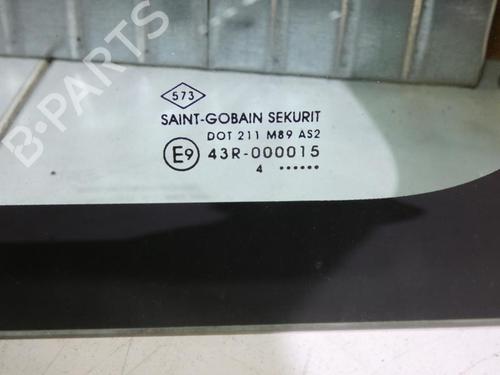 573
SAINT-GOBAIN SEKURIT
DOT 211 M89 AS2
E9 43R-000015
4 ••••••
B-PARTS